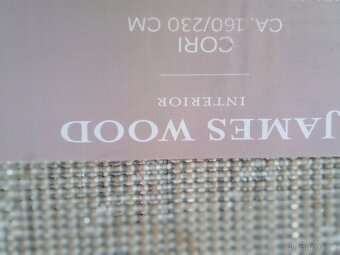 JAMES WOOD
INTERIOR
CORI
CA. 160/230 CM